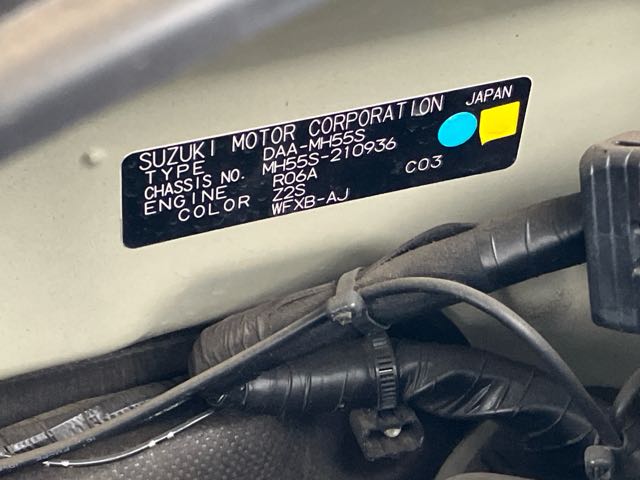 SUZUKI MOTOR CORPORATION JAPAN
TYPE DAA-MH55S
CHASSIS NO. MH55S-210936
ENGINE R06A C03
COLOR Z2S
WFXB-AJ